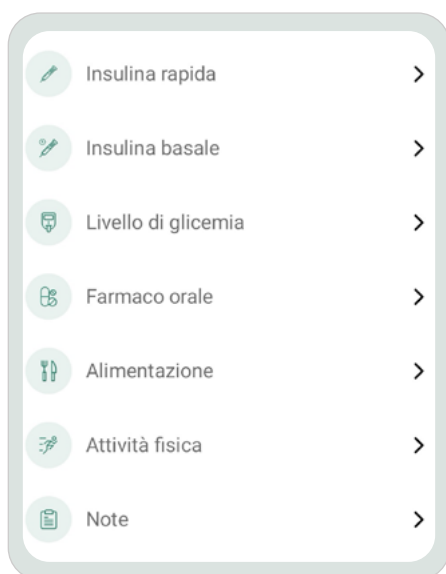 Insulina rapida
Insulina basale
Livello di glicemia
Farmaco orale
Alimentazione
Attività fisica
Note